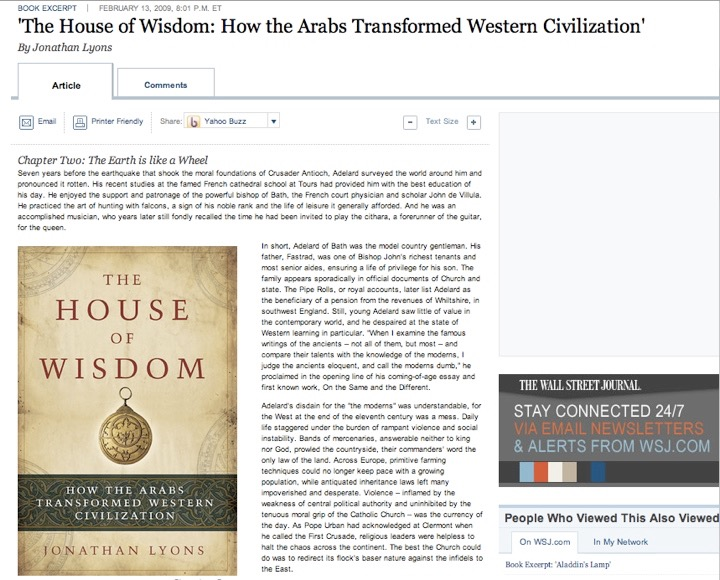 BOOK EXCERPT | FEBRUARY 13, 2009, 8:01 P.M. ET
'The House of Wisdom: How the Arabs Transformed Western Civilization'
By Jonathan Lyons
Article
Comments
Email
Printer Friendly
Share:
Yahoo Buzz
- Text Size +
Chapter Two: The Earth is like a Wheel
Seven years before the earthquake that shook the moral foundations of Crusader Antioch, Adelard surveyed the world around him and
pronounced it rotten. His recent studies at the famed French cathedral school at Tours had provided him with the best education of
his day. He enjoyed the support and patronage of the powerful bishop of Bath, the French court physician and scholar John de Villula.
He practiced the art of hunting with falcons, a sign of his noble rank and the life of leisure it generally afforded. And he was an
accomplished musician, who years later still fondly recalled the time he had been invited to play the cithara, a forerunner of the guitar,
for the queen.
THE
HOUSE
OF
WISDOM
HOW THE ARABS
TRANSFORMED WESTERN
CIVILIZATION
JONATHAN LYONS
In short, Adelard of Bath was the model country gentleman. His
father, Fastrad, was one of Bishop John's richest tenants and
most senior aides, ensuring a life of privilege for his son. The
family appears sporadically in official documents of Church and
state. The Pipe Rolls, or royal accounts, later list Adelard as
the beneficiary of a pension from the revenues of Whiltshire, in
southwest England. Still, young Adelard saw little of value in
the contemporary world, and he despaired at the state of
Western learning in particular. "When I examine the famous
writings of the ancients – not all of them, but most – and
compare their talents with the knowledge of the moderns, I
judge the ancients eloquent, and call the moderns dumb," he
proclaimed in the opening line of his coming-of-age essay and
first known work, On the Same and the Different.
Adelard's disdain for the "the moderns" was understandable, for
the West at the end of the eleventh century was a mess. Daily
life staggered under the burden of rampant violence and social
instability. Bands of mercenaries, answerable neither to king
nor God, prowled the countryside, their commanders' word the
only law of the land. Across Europe, primitive farming
techniques could no longer keep pace with a growing
population, while antiquated inheritance laws left many
impoverished and desperate. Violence – inflamed by the
weakness of central political authority and uninhibited by the
tenuous moral grip of the Catholic Church – was the currency of
the day. As Pope Urban had acknowledged at Clermont when
he called the First Crusade, religious leaders were helpless to
halt the chaos across the continent. The best the Church could
do was to redirect its flock's baser nature against the infidels to
the East.
THE WALL STREET JOURNAL.
STAY CONNECTED 24/7
VIA EMAIL NEWSLETTERS
& ALERTS FROM WSJ.COM
People Who Viewed This Also Viewed
On WSJ.com
In My Network
Book Excerpt: 'Aladdin's Lamp'